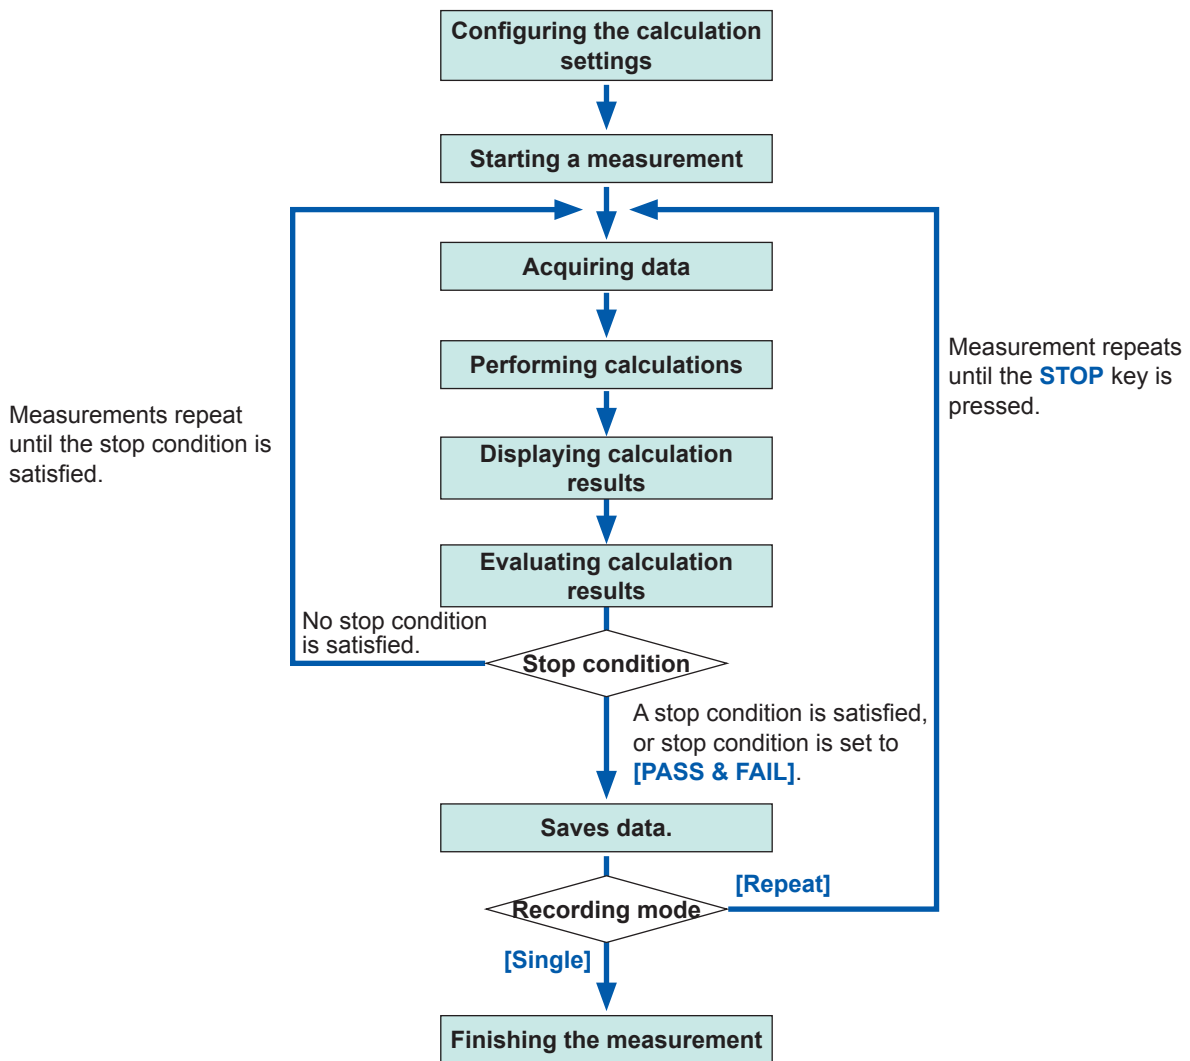 Configuring the calculation
settings
Starting a measurement
Acquiring data
Performing calculations
Measurement repeats
until the STOP key is
pressed.
Measurements repeat
until the stop condition is
satisfied.
Displaying calculation
results
Evaluating calculation
results
No stop condition
is satisfied.
Stop condition
A stop condition is satisfied,
or stop condition is set to
[PASS & FAIL].
Saves data.
[Repeat]
Recording mode
[Single]
Finishing the measurement